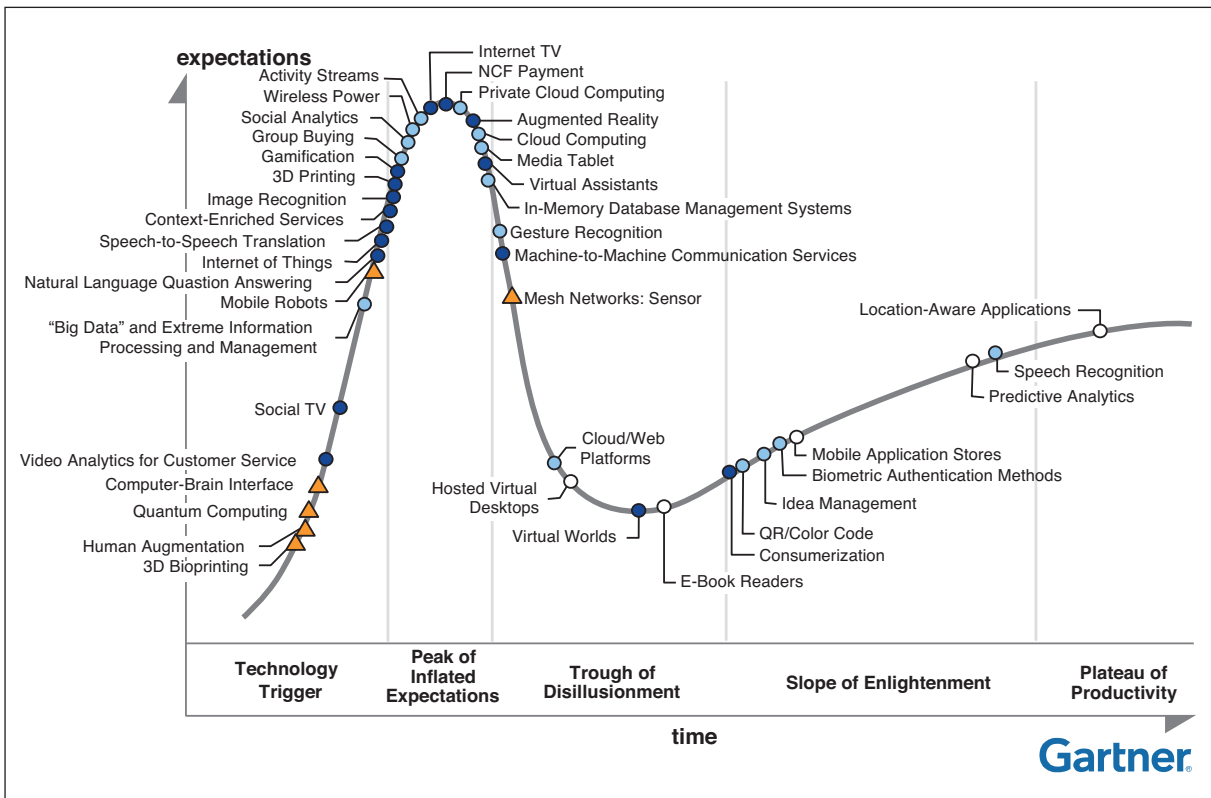 expectations
Internet TV
NCF Payment
Private Cloud Computing
Augmented Reality
Cloud Computing
Media Tablet
Virtual Assistants
In-Memory Database Management Systems
Gesture Recognition
Machine-to-Machine Communication Services
Mesh Networks: Sensor
Activity Streams
Wireless Power
Social Analytics
Group Buying
Gamification
3D Printing
Image Recognition
Context-Enriched Services
Speech-to-Speech Translation
Internet of Things
Natural Language Quastion Answering
Mobile Robots
“Big Data” and Extreme Information
Processing and Management
Social TV
Video Analytics for Customer Service
Computer-Brain Interface
Quantum Computing
Human Augmentation
3D Bioprinting
Cloud/Web
Platforms
Hosted Virtual
Desktops
Virtual Worlds
E-Book Readers
Location-Aware Applications
Speech Recognition
Predictive Analytics
Mobile Application Stores
Biometric Authentication Methods
Idea Management
QR/Color Code
Consumerization
Technology
Trigger
Peak of
Inflated
Expectations
Trough of
Disillusionment
Slope of Enlightenment
Plateau of
Productivity
time
Gartner®